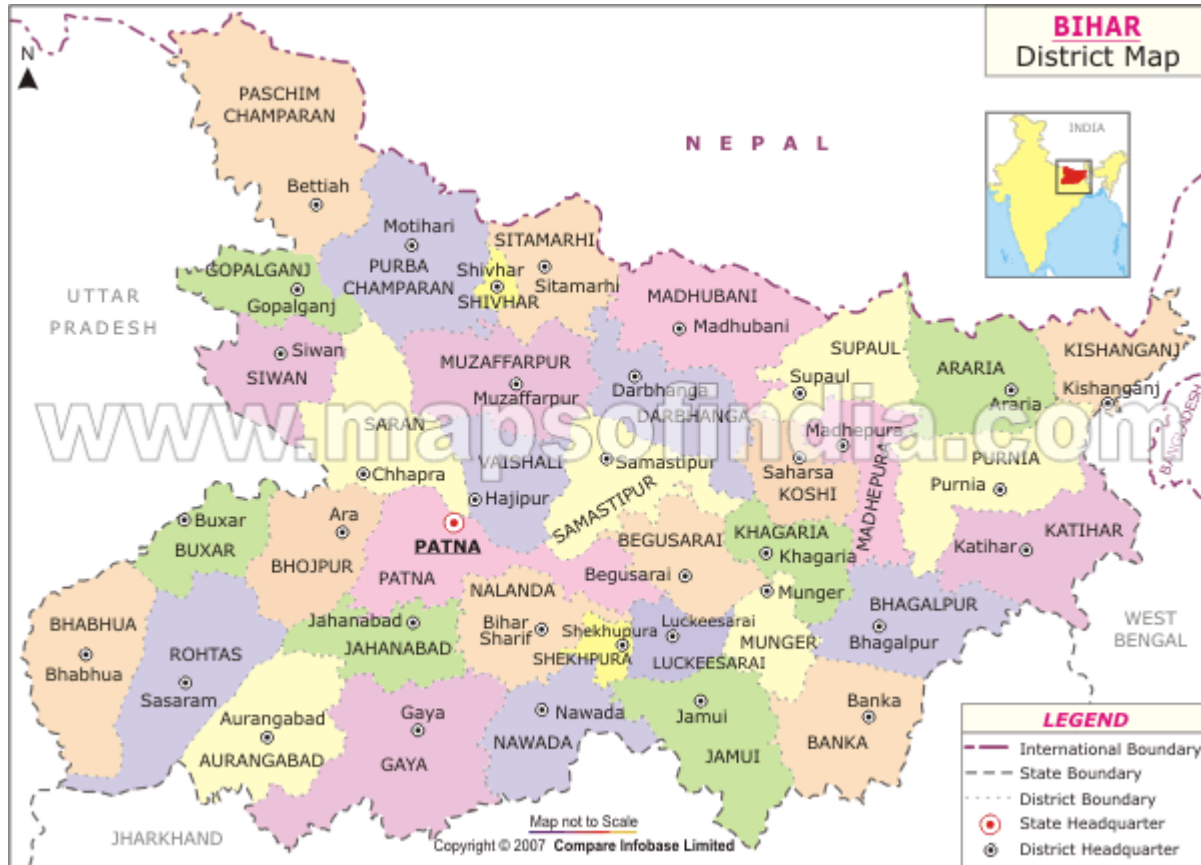 BIHAR
District Map
N
INDIA
NEPAL
PASCHIM
CHAMPARAN
Bettiah
Motihari
PURBA
CHAMPARAN
SITAMARHI
Sitamarhi
Shivhar
SHIVHAR
GOPALGANJ
Gopalganj
UTTAR
PRADESH
MADHUBANI
Madhubani
Siwan
SIWAN
MUZAFFARPUR
Muzaffarpur
Darbhanga
DARBHANGA
SUPAUL
Supaul
ARARIA
Araria
KISHANGANJ
Kishanganj
BANGLADESH
www.mapsofindia.com
SARAN
Chhapra
VAISHALI
Hajipur
Samastipur
SAMASTIPUR
Madhepura
MADHEPURA
Saharsa
KOSHI
PURNIA
Purnia
KATIHAR
Katihar
Buxar
BUXAR
Ara
BHOJPUR
PATNA
PATNA
BEGUSARAI
Begusarai
KHAGARIA
Khagaria
Munger
MUNGER
BHAGALPUR
Bhagalpur
WEST
BENGAL
BHABHUA
Bhabhua
ROHTAS
Sasaram
Jahanabad
JAHANABAD
NALANDA
Bihar
Sharif
Shekhupura
SHEKHPURA
Luckeesarai
LUCKEESARAI
Aurangabad
AURANGABAD
Gaya
GAYA
Nawada
NAWADA
Jamui
JAMUI
Banka
BANKA
JHARKHAND
LEGEND
International Boundary
State Boundary
District Boundary
State Headquarter
District Headquarter
Map not to Scale
Copyright © 2007 Compare Infobase Limited